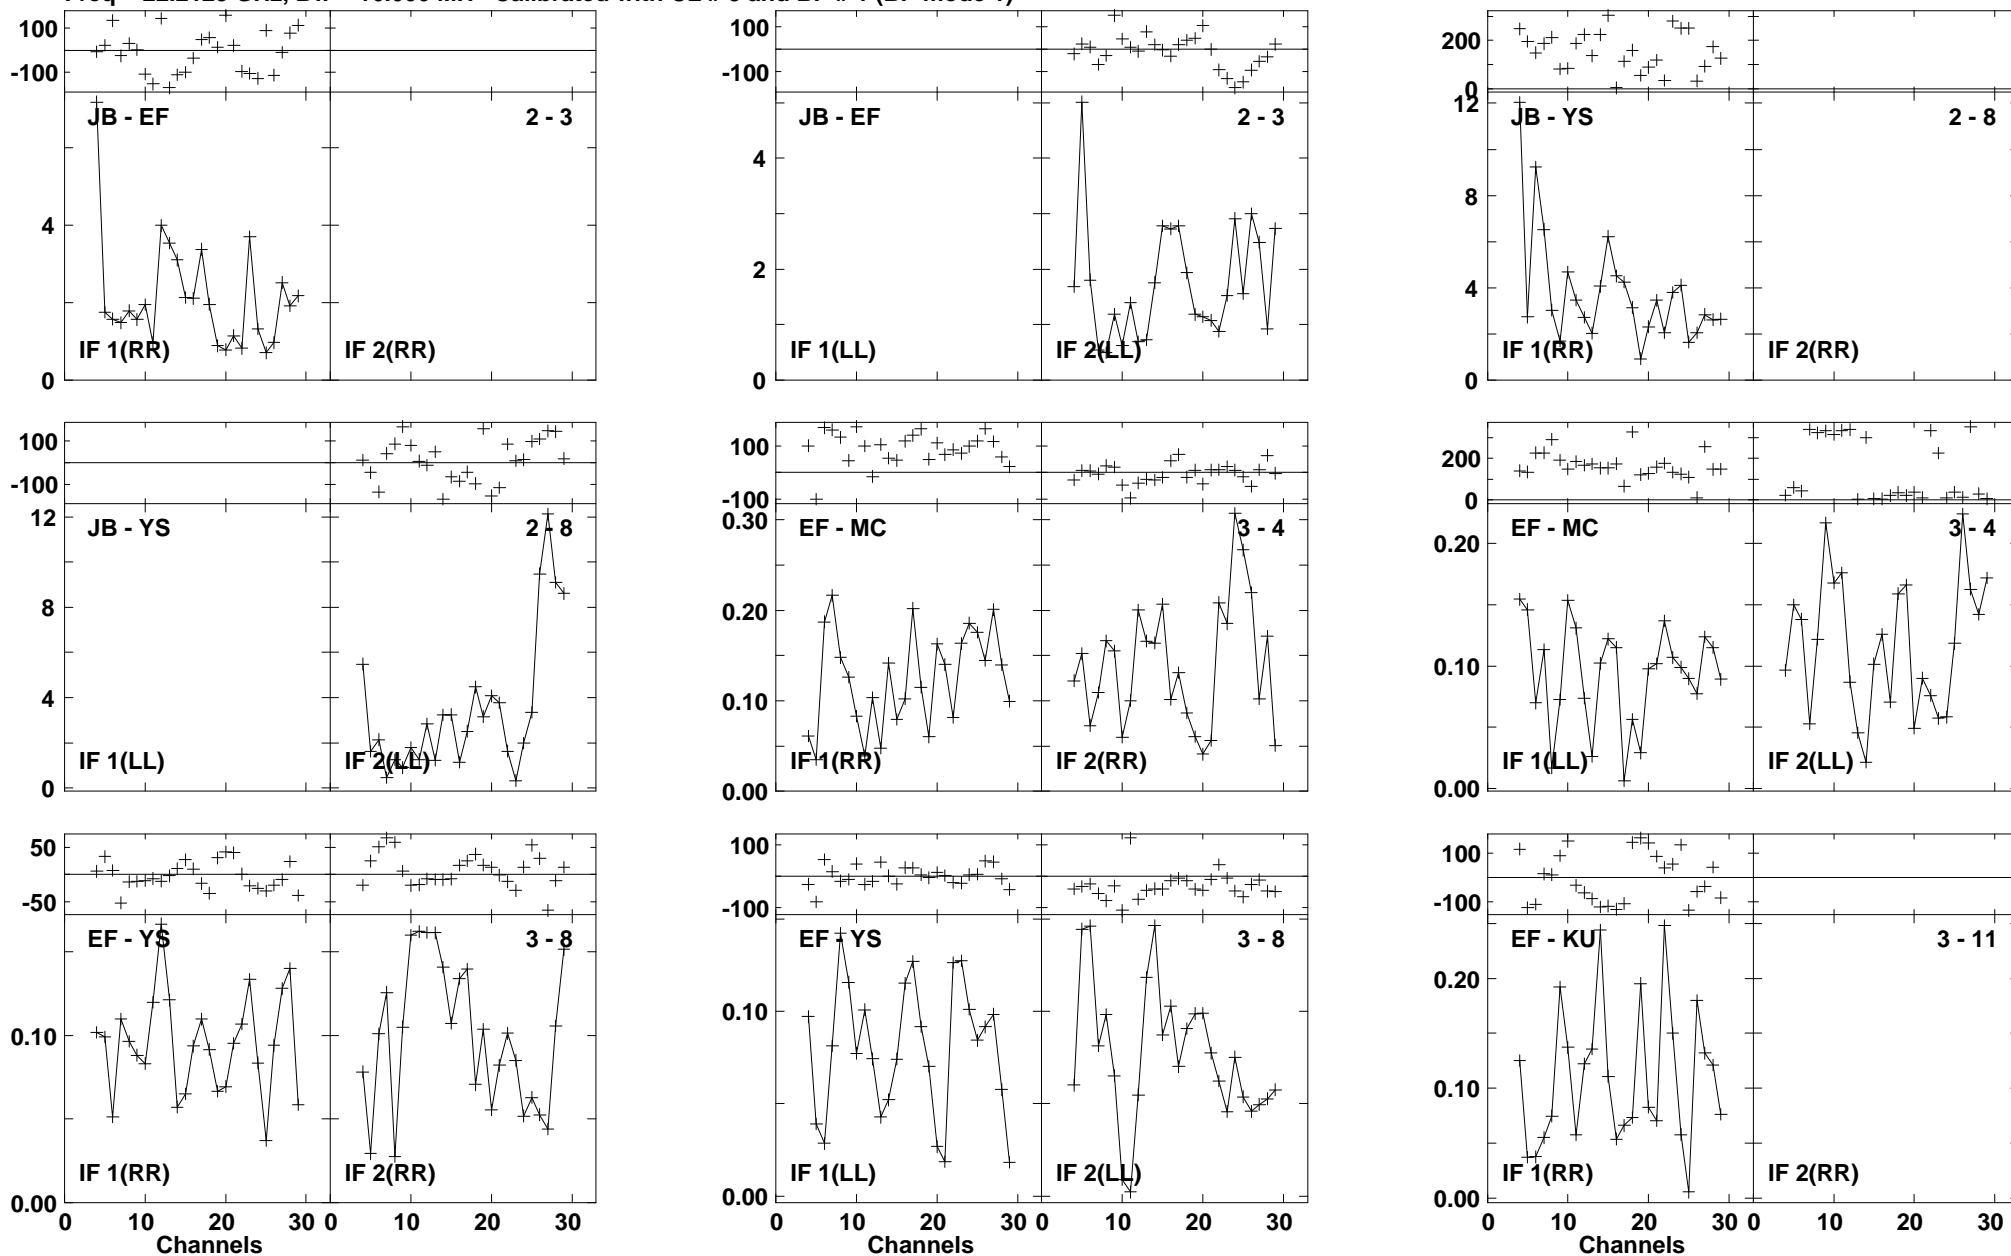 GHz, Calibrated with and
100
-100
100
-100
200
0
JB - EF 2 - 3
JB - EF 2 - 3
JB - YS 2 - 8
4
0
4
2
0
12
8
4
0
IF 1(RR) IF 2(RR)
IF 1(LL) IF 2(LL)
IF 1(RR) IF 2(RR)
100
-100
100
-100
200
0
JB - YS 2 - 8
EF - MC 3 - 4
EF - MC 3 - 4
12
8
4
0
0.30
0.20
0.10
0.00
0.20
0.10
0.00
IF 1(LL) IF 2(LL)
IF 1(RR) IF 2(RR)
IF 1(LL) IF 2(LL)
50
-50
100
-100
100
-100
EF - YS 3 - 8
EF - YS 3 - 8
EF - KU 3 - 11
0.10
0.00
0.10
0.00
0.20
0.10
0.00
IF 1(RR) IF 2(RR)
IF 1(LL) IF 2(LL)
IF 1(RR) IF 2(RR)
0 10 20 30 0 10 20 30
0 10 20 30 0 10 20 30
0 10 20 30 0 10 20 30
Channels
Channels
Channels